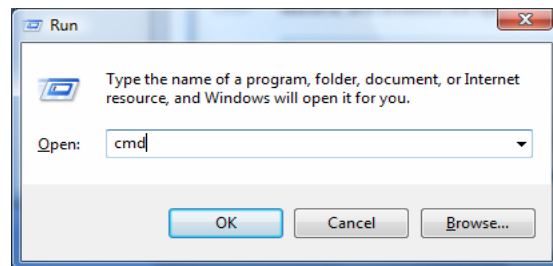 Run
Type the name of a program, folder, document, or Internet
resource, and Windows will open it for you.
Open: cmd
OK Cancel Browse...